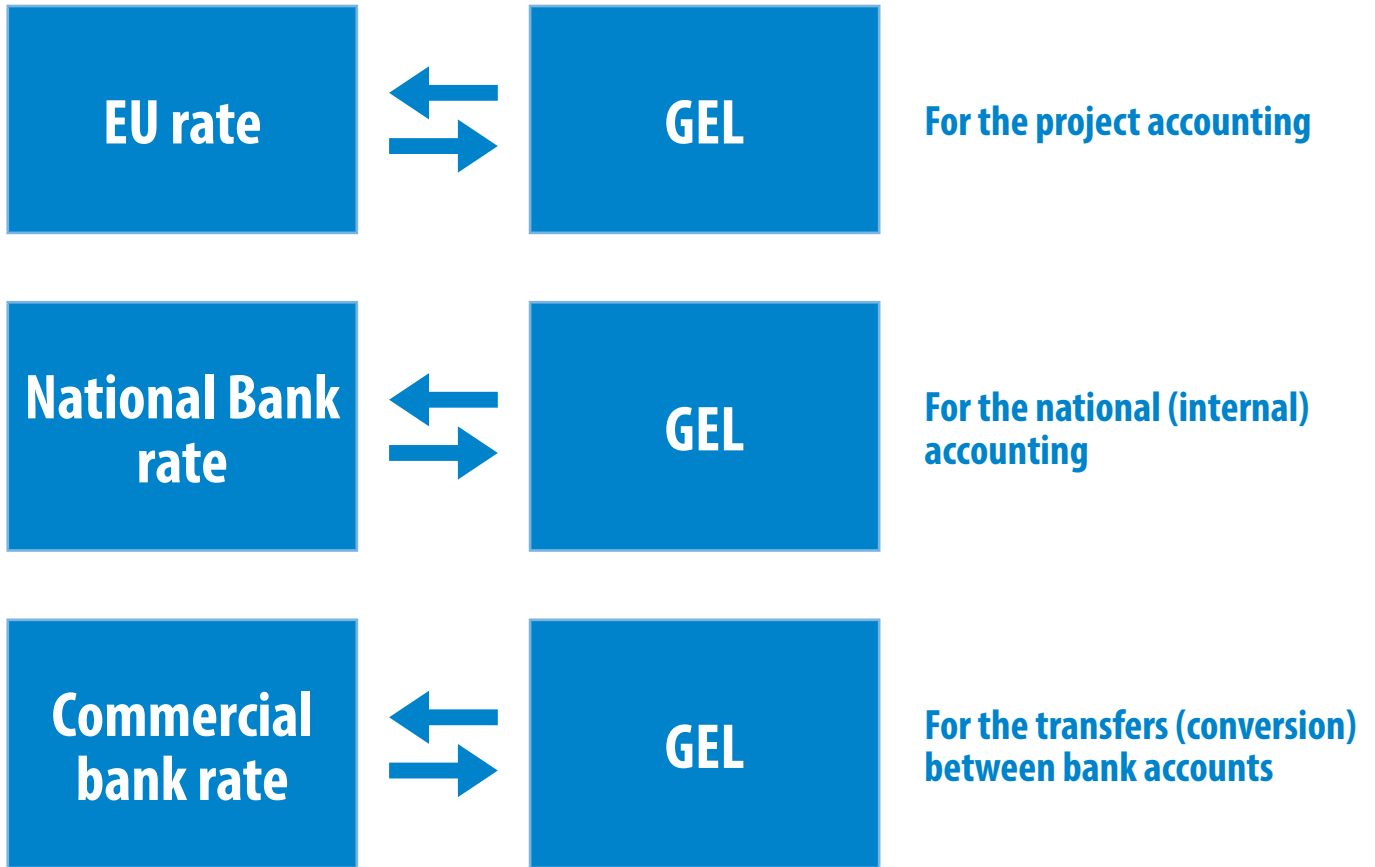 EU rate
GEL
For the project accounting
National Bank
rate
GEL
For the national (internal)
accounting
Commercial
bank rate
GEL
For the transfers (conversion)
between bank accounts